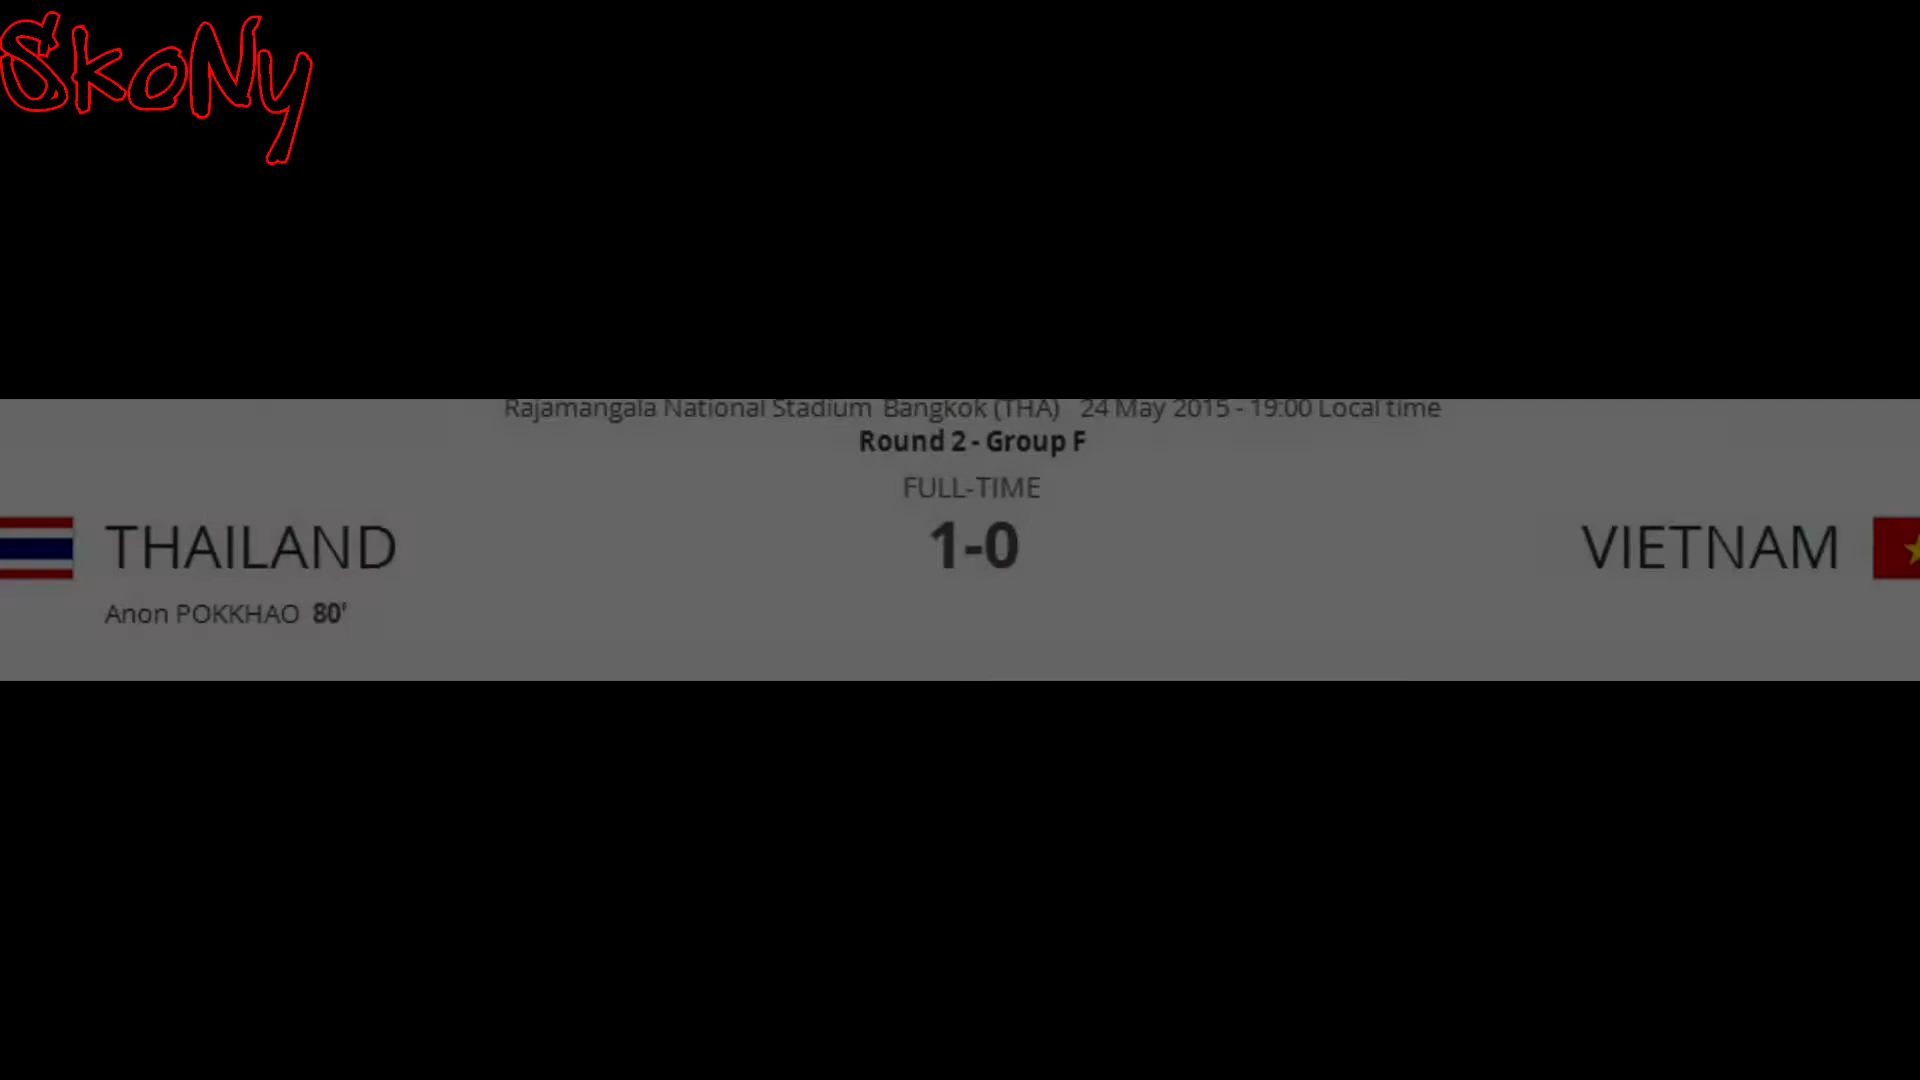 SkoNy
Rajamangala National Stadium Bangkok (THA) 24 May 2015 - 19:00 Local time
Round 2 - Group F
FULL-TIME
THAILAND 1-0 VIETNAM
Anon POKKHAO 80'